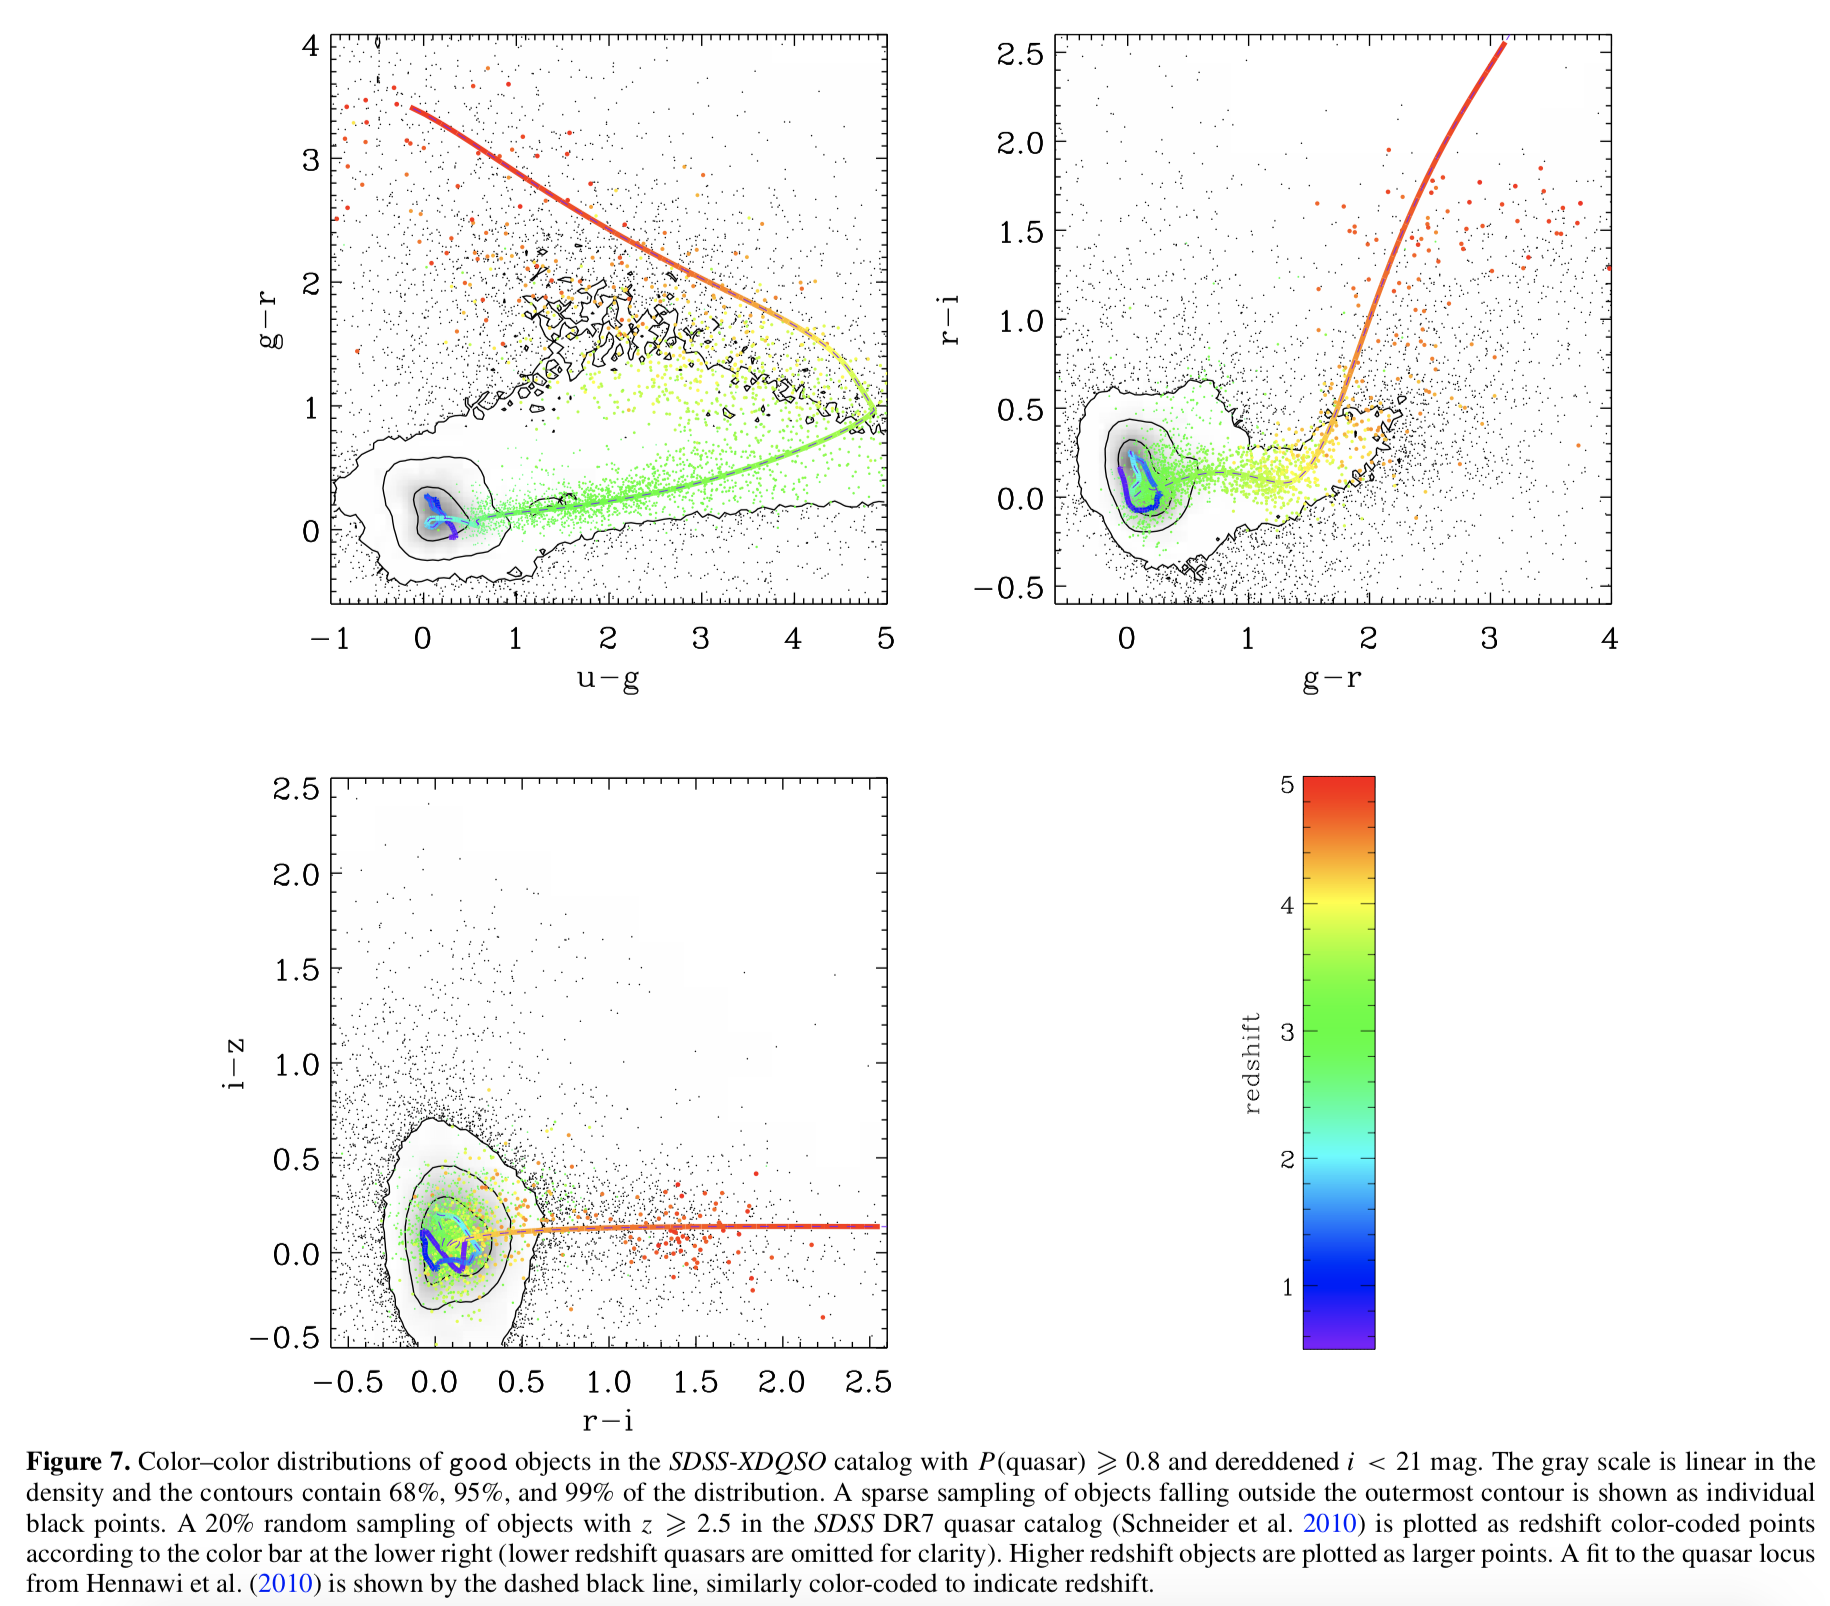 4
3
2
1
0
g−r
−1 0 1 2 3 4 5
u−g
2.5
2.0
1.5
1.0
0.5
0.0
−0.5
r−i
0 1 2 3 4
g−r
2.5
2.0
1.5
1.0
0.5
0.0
−0.5
i−z
−0.5 0.0 0.5 1.0 1.5 2.0 2.5
r−i
5
4
3
2
1
redshift
Figure 7. Color–color distributions of good objects in the SDSS-XDQSO catalog with P(quasar) ⩾ 0.8 and dereddened i < 21 mag. The gray scale is linear in the
density and the contours contain 68%, 95%, and 99% of the distribution. A sparse sampling of objects falling outside the outermost contour is shown as individual
black points. A 20% random sampling of objects with z ⩾ 2.5 in the SDSS DR7 quasar catalog (Schneider et al. 2010) is plotted as redshift color-coded points
according to the color bar at the lower right (lower redshift quasars are omitted for clarity). Higher redshift objects are plotted as larger points. A fit to the quasar locus
from Hennawi et al. (2010) is shown by the dashed black line, similarly color-coded to indicate redshift.